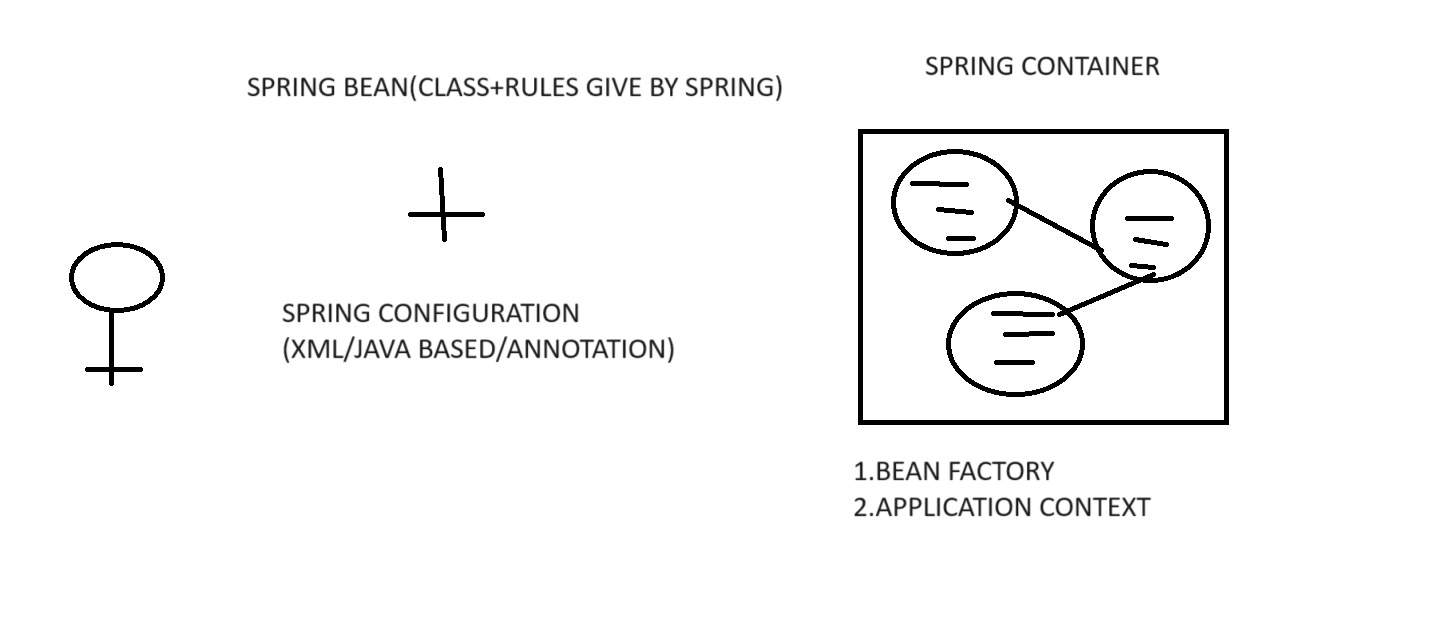 SPRING BEAN(CLASS+RULES GIVE BY SPRING)
SPRING CONFIGURATION
(XML/JAVA BASED/ANNOTATION)
SPRING CONTAINER
1.BEAN FACTORY
2.APPLICATION CONTEXT